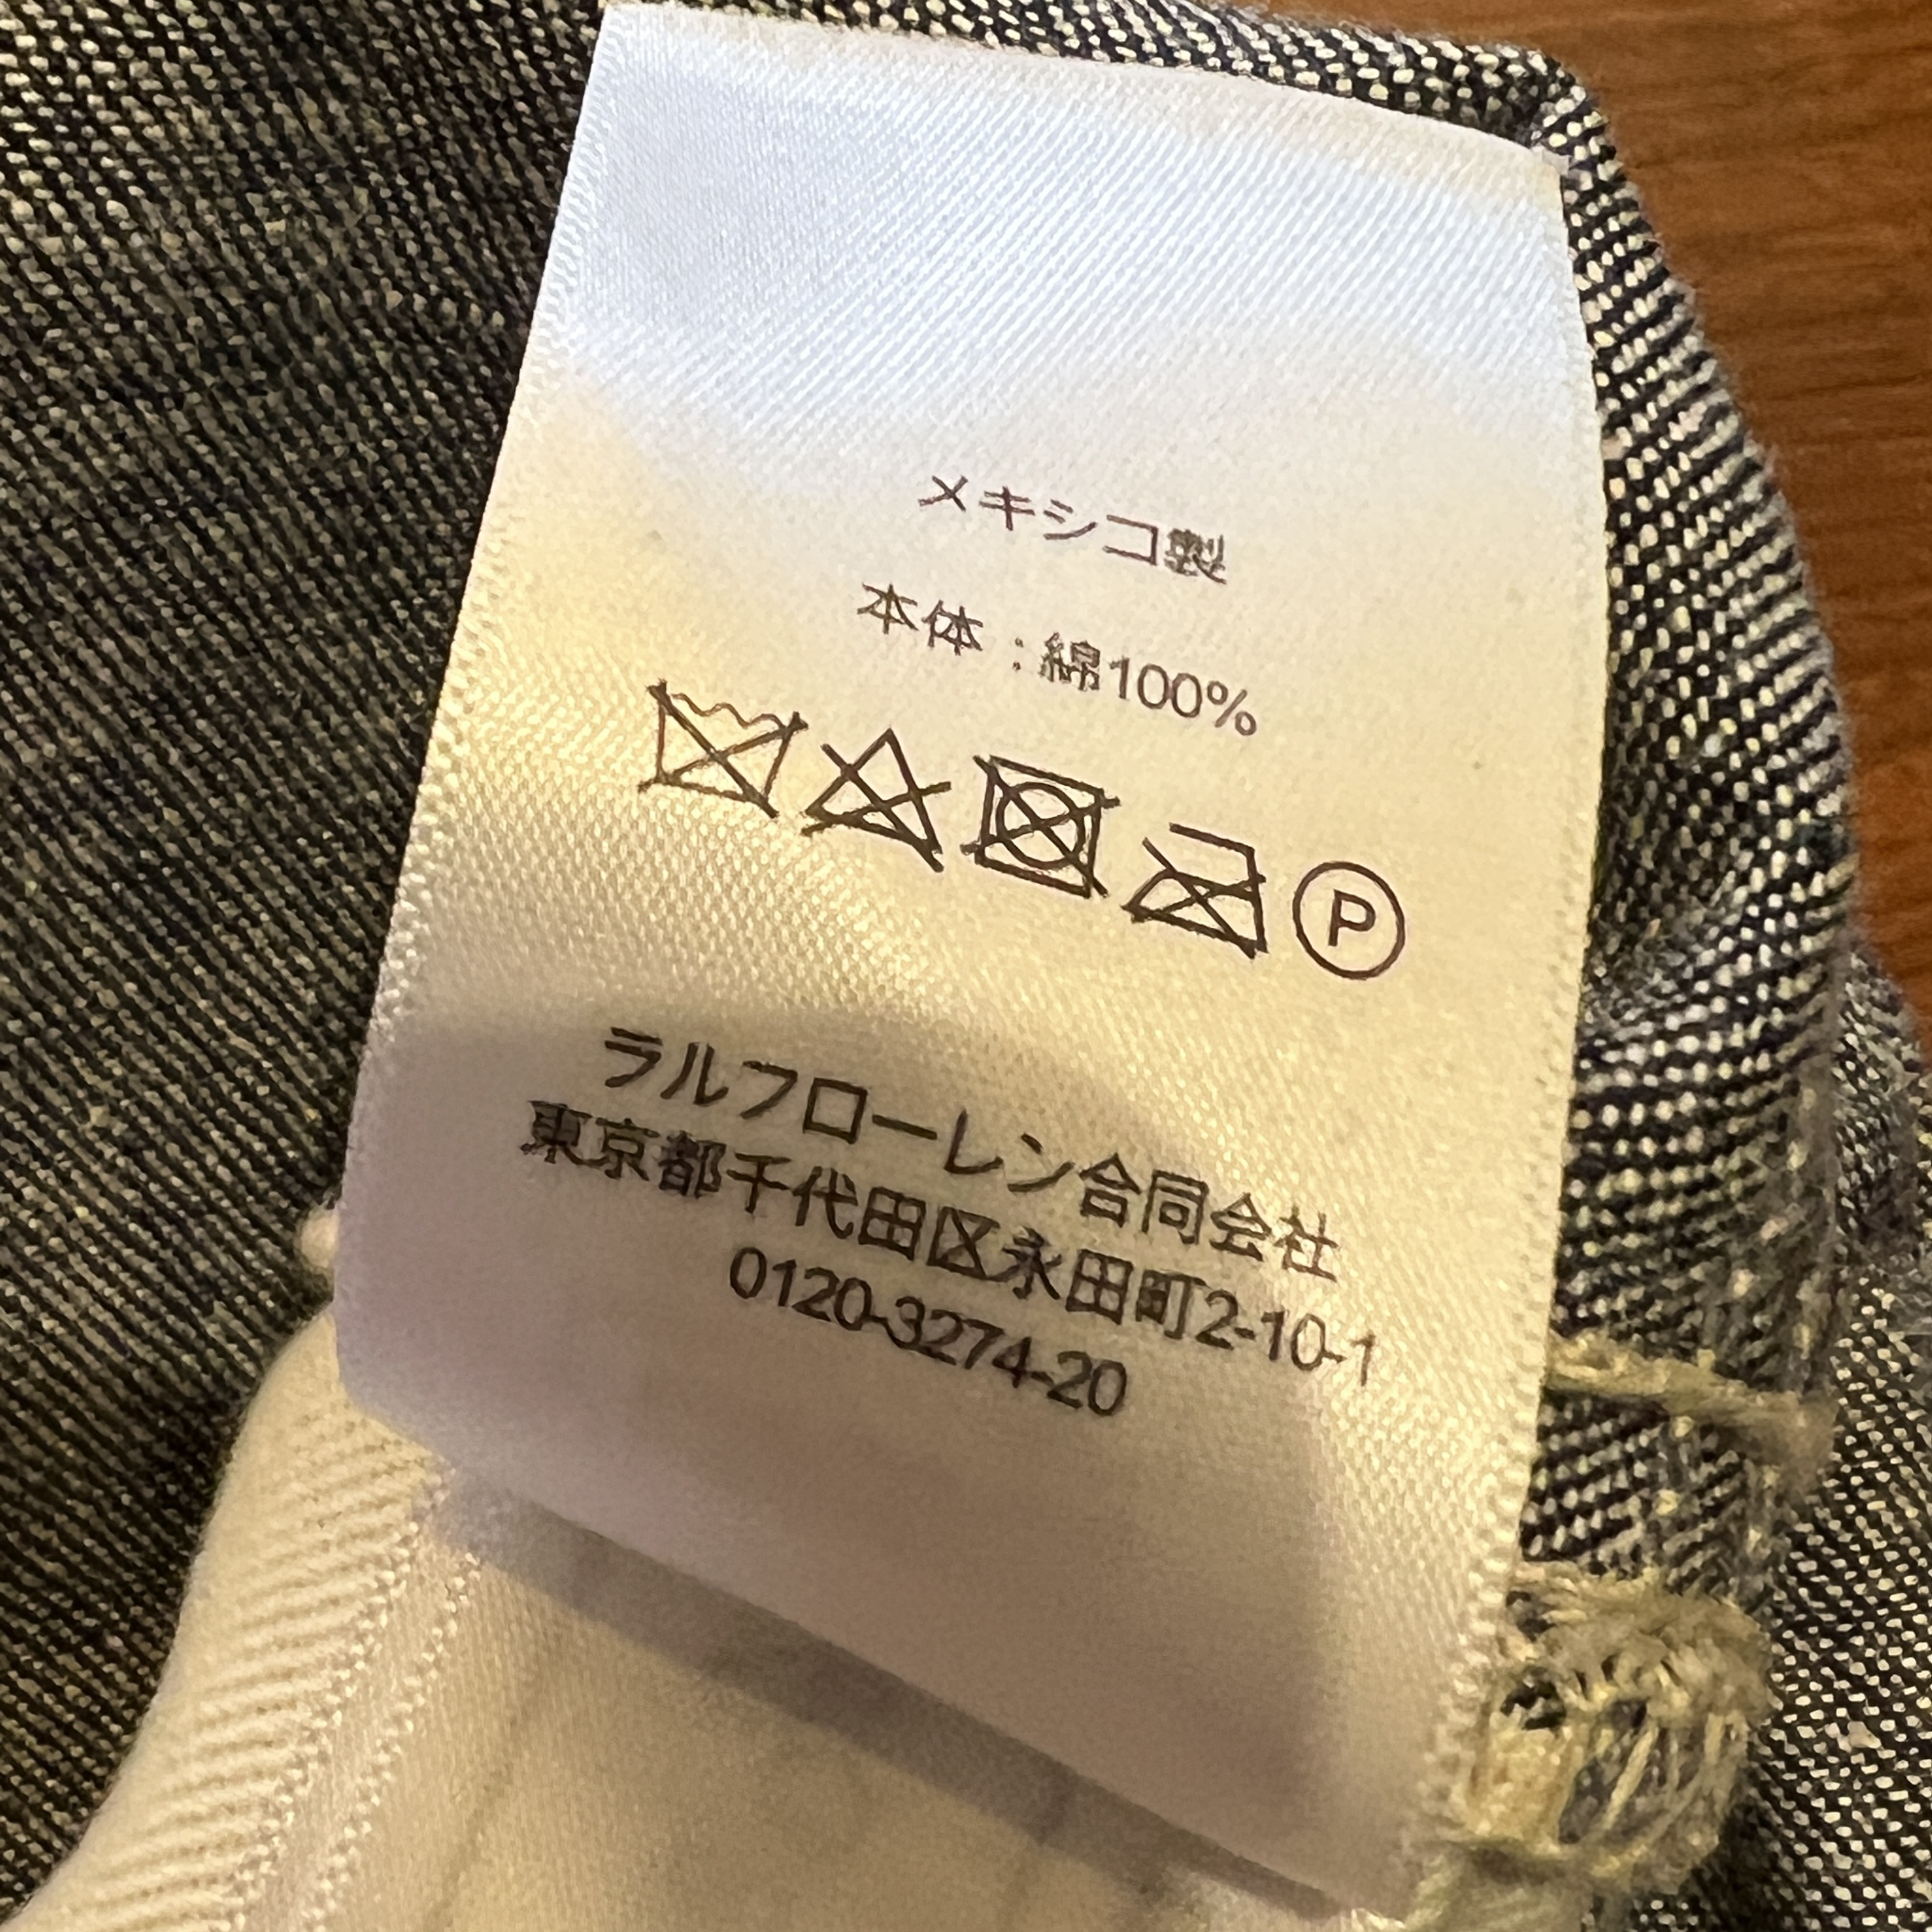 メキシコ製
本体：綿100%
P
ラルフローレン合同会社
東京都千代田区永田町2-10-1
0120-3274-20